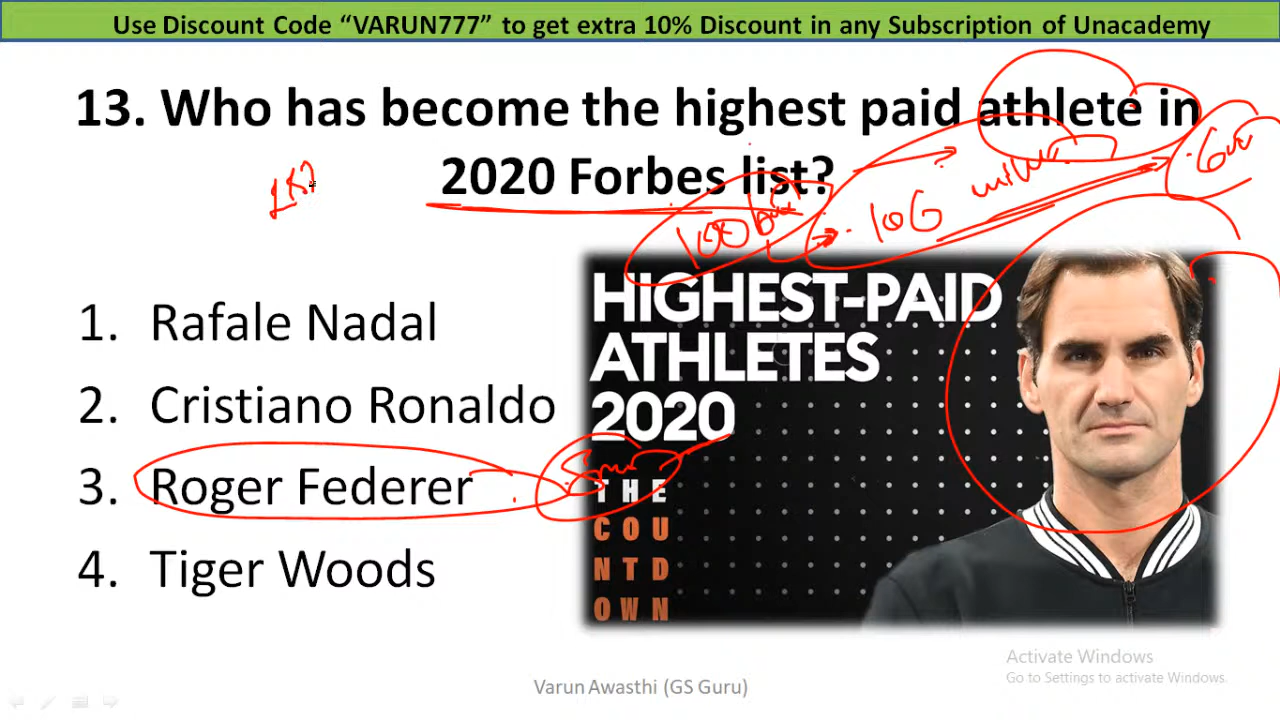 Use Discount Code “VARUN777” to get extra 10% Discount in any Subscription of Unacademy
13. Who has become the highest paid athlete in
2020 Forbes list?
100
106
600
1. Rafale Nadal
2. Cristiano Ronaldo
3. Roger Federer
4. Tiger Woods
HIGHEST-PAID
ATHLETES
2020
THE
COU
NTD
OWN
Activate Windows
Go to Settings to activate Windows.
Varun Awasthi (GS Guru)